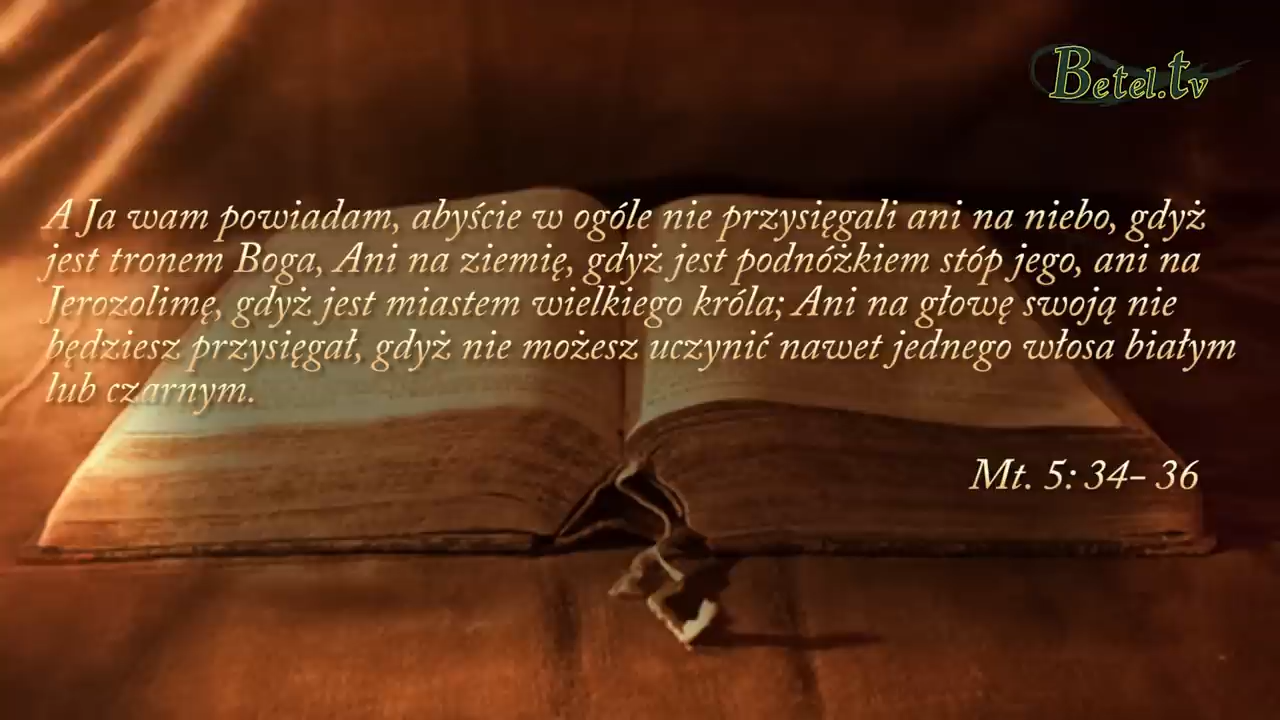 Betel.tv
A Ja wam powiadam, abyście w ogóle nie przysięgali ani na niebo, gdyż
jest tronem Boga, Ani na ziemię, gdyż jest podnóżkiem stóp jego, ani na
Jerozolimę, gdyż jest miastem wielkiego króla; Ani na głowę swoją nie
będziesz przysięgał, gdyż nie możesz uczynić nawet jednego włosa białym
lub czarnym.
Mt. 5: 34- 36